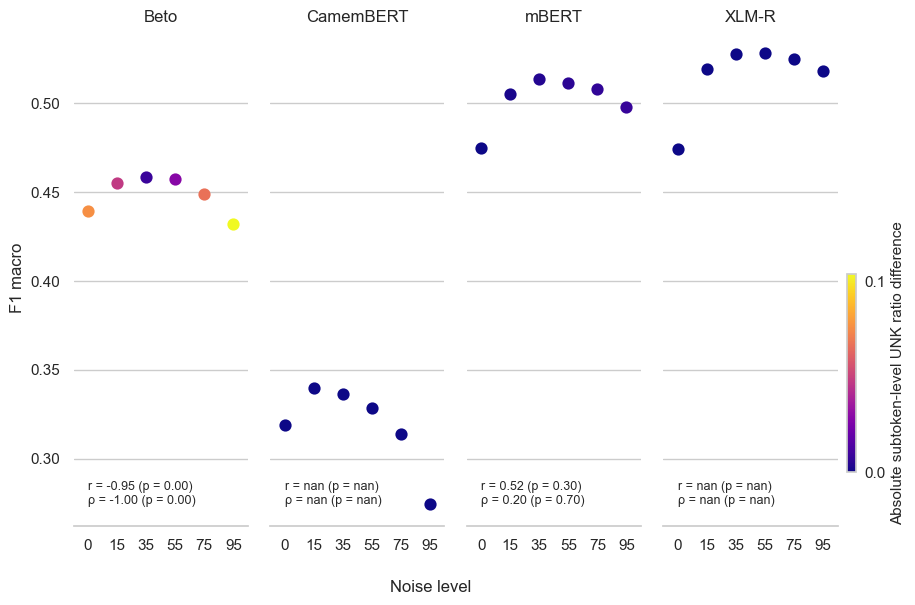 Beto CamemBERT mBERT XLM-R
F1 macro
0.50
0.45
0.40
0.35
0.30
r = -0.95 (p = 0.00)
ρ = -1.00 (p = 0.00)
r = nan (p = nan)
ρ = nan (p = nan)
r = 0.52 (p = 0.30)
ρ = 0.20 (p = 0.70)
r = nan (p = nan)
ρ = nan (p = nan)
0 15 35 55 75 95
0 15 35 55 75 95
0 15 35 55 75 95
0 15 35 55 75 95
Noise level
0.1
0.0
Absolute subtoken-level UNK ratio difference